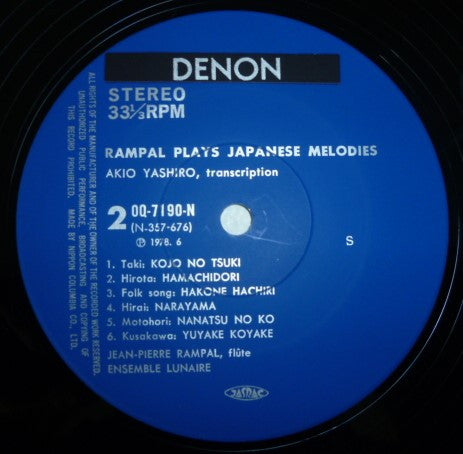 DENON
STEREO
33⅓RPM
RAMPAL PLAYS JAPANESE MELODIES
AKIO YASHIRO, transcription
2 OQ-7190-N
(N-357-676)
Ⓟ 1978. 6
S
1. Taki: KOJO NO TSUKI
2. Hirota: HAMACHIDORI
3. Folk song: HAKONE HACHIRI
4. Hirai: NARAYAMA
5. Motohori: NANATSU NO KO
6. Kusakawa: YUYAKE KOYAKE
JEAN-PIERRE RAMPAL, flûte
ENSEMBLE LUNAIRE
JASRAC
ALL RIGHTS OF THE MANUFACTURER AND OF THE OWNER OF THE RECORDED WORK RESERVED.
UNAUTHORIZED PUBLIC PERFORMANCE, BROADCASTING AND COPYING OF
THIS RECORD PROHIBITED. MADE BY NIPPON COLUMBIA CO., LTD.